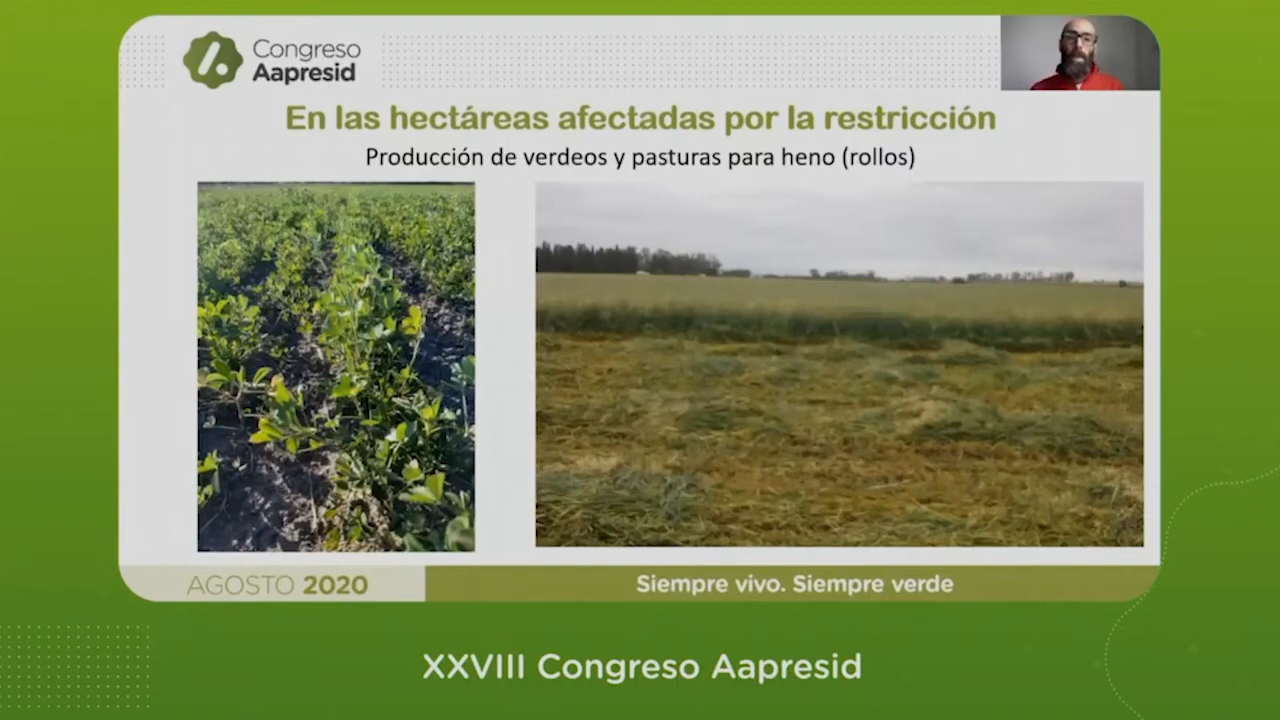 Congreso
Aapresid
En las hectáreas afectadas por la restricción
Producción de verdeos y pasturas para heno (rollos)
AGOSTO 2020
Siempre vivo. Siempre verde
XXVIII Congreso Aapresid